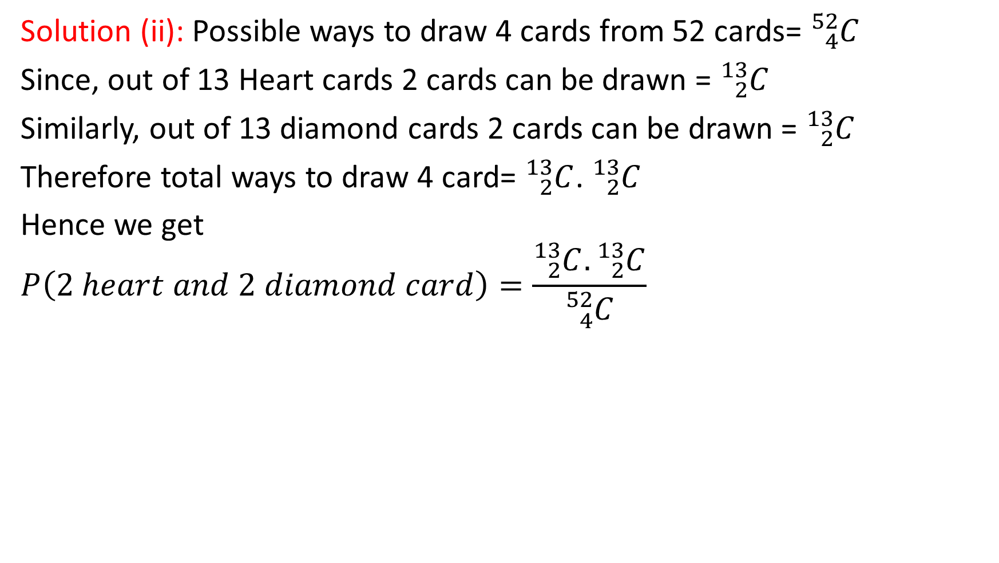 Solution (ii): Possible ways to draw 4 cards from 52 cards= $^{52}_{4}C$
Since, out of 13 Heart cards 2 cards can be drawn = $^{13}_{2}C$
Similarly, out of 13 diamond cards 2 cards can be drawn = $^{13}_{2}C$
Therefore total ways to draw 4 card= $^{13}_{2}C . ^{13}_{2}C$
Hence we get
$P(2\ heart\ and\ 2\ diamond\ card) = \frac{^{13}_{2}C . ^{13}_{2}C}{^{52}_{4}C}$